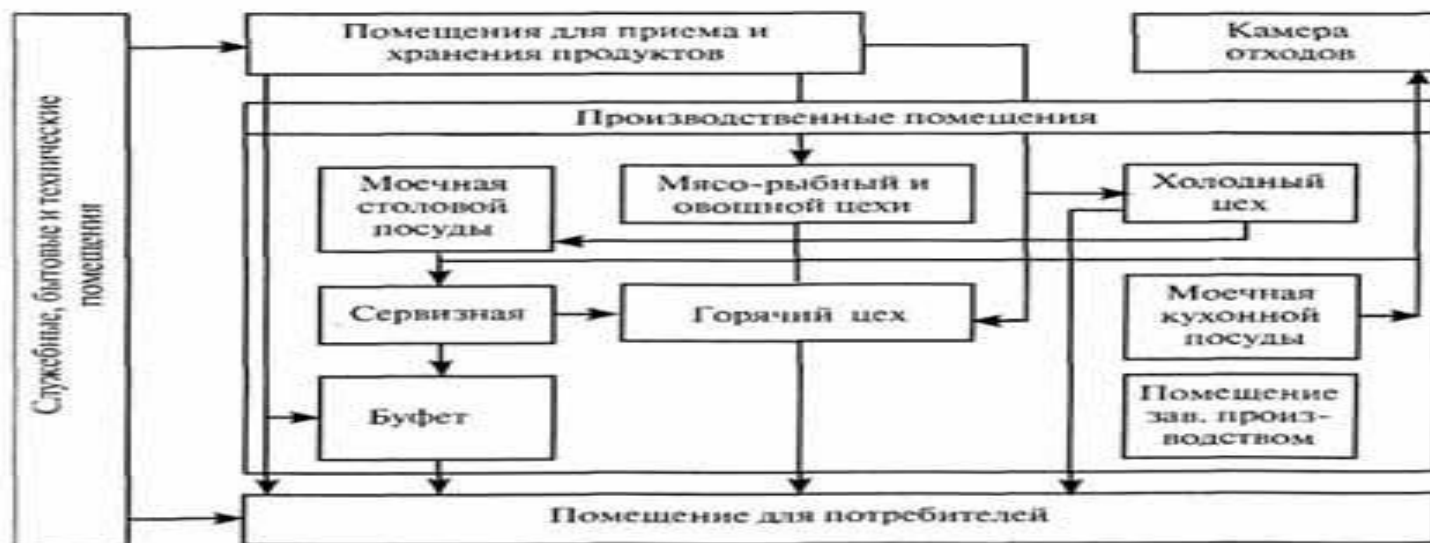 Служебные, бытовые и технические
помещения
Помещения для приема и
хранения продуктов
Камера
отходов
Производственные помещения
Моечная
столовой
посуды
Мясо-рыбный и
овощной цехи
Холодный
цех
Сервизная
Горячий цех
Моечная
кухонной
посуды
Буфет
Помещение
зав. произ-
водством
Помещение для потребителей